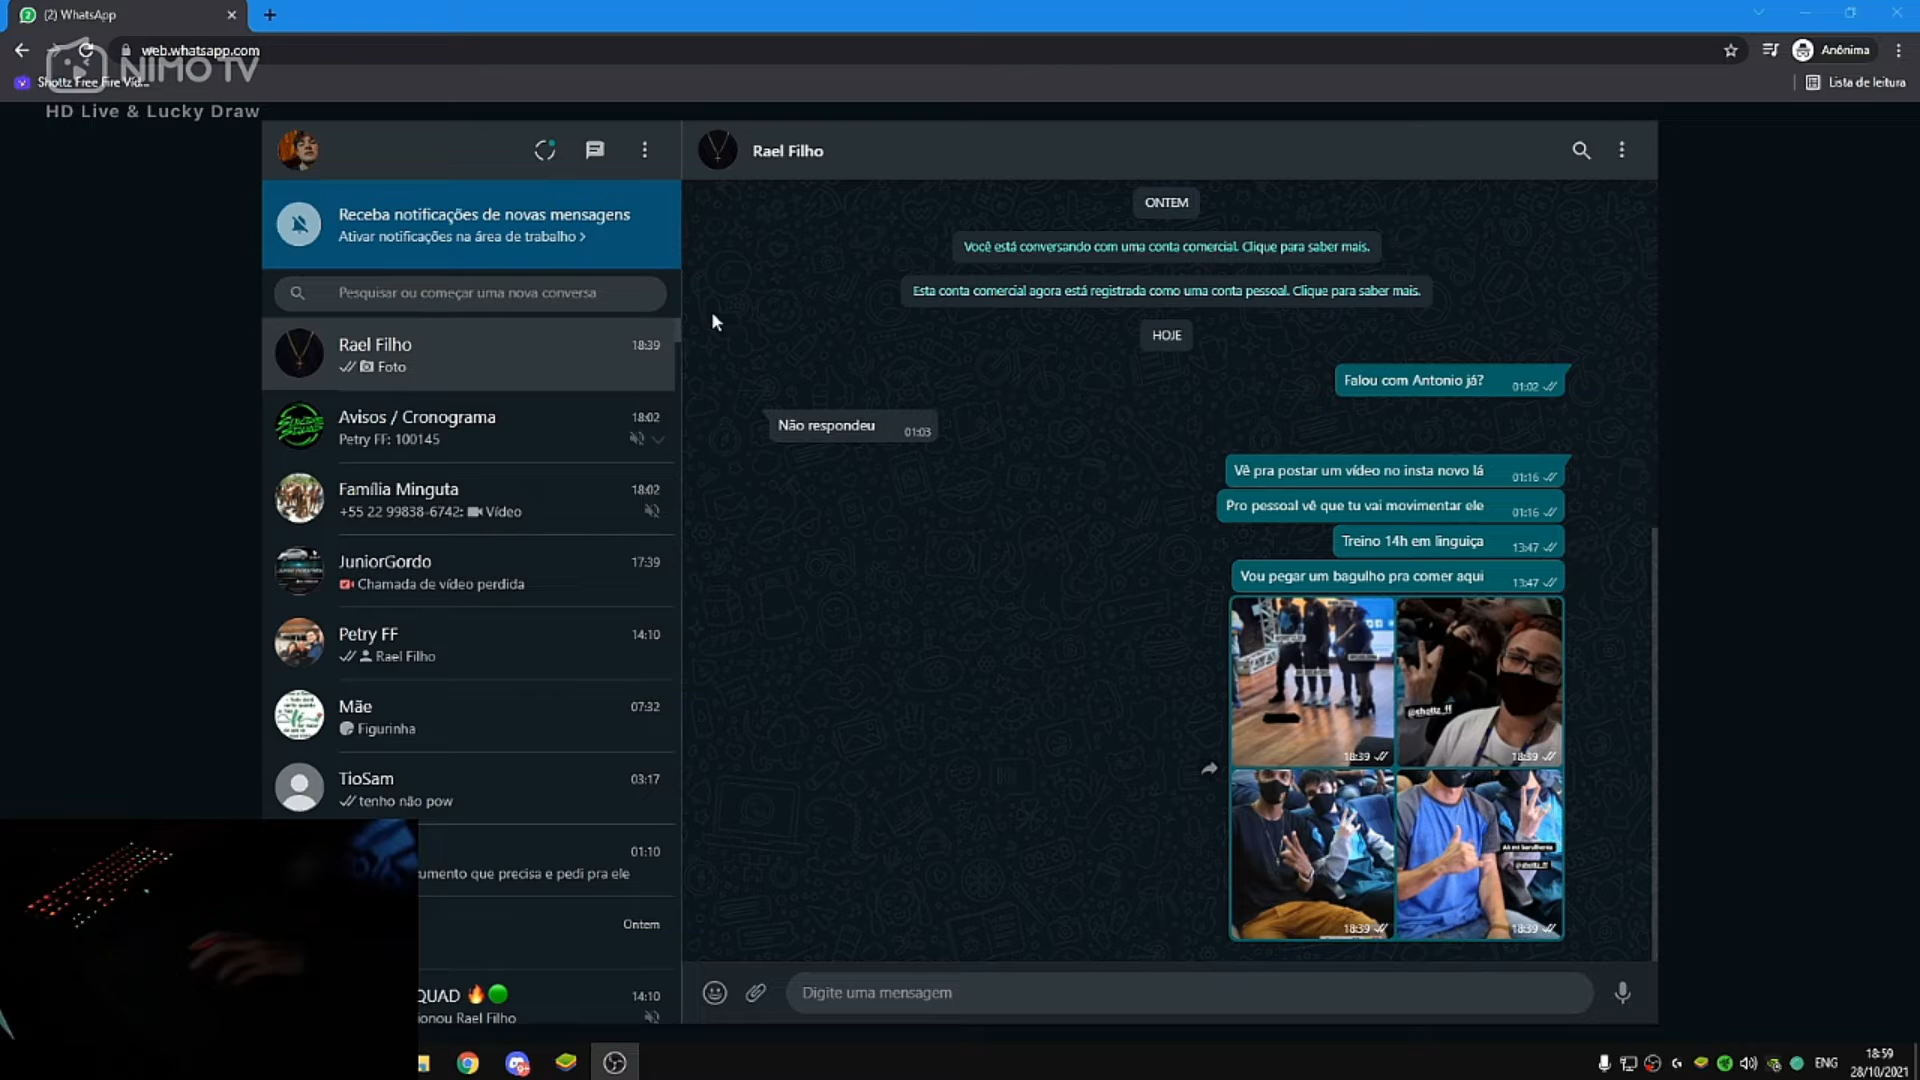 (2) WhatsApp
web.whatsapp.com
Anônima
Shottz Free Fire Víd...
Lista de leitura
NIMO TV
HD Live & Lucky Draw
Receba notificações de novas mensagens
Ativar notificações na área de trabalho >
Pesquisar ou começar uma nova conversa
Rael Filho
18:39
Foto
Avisos / Cronograma
18:02
Petry FF: 100145
Família Minguta
18:02
+55 22 99838-6742: Vídeo
JuniorGordo
17:39
Chamada de vídeo perdida
Petry FF
14:10
Rael Filho
Mãe
07:32
Figurinha
TioSam
03:17
tenho não pow
01:10
umento que precisa e pedi pra ele
Ontem
QUAD
14:10
ionou Rael Filho
Rael Filho
ONTEM
Você está conversando com uma conta comercial. Clique para saber mais.
Esta conta comercial agora está registrada como uma conta pessoal. Clique para saber mais.
HOJE
Falou com Antonio já? 01:02
Não respondeu 01:03
Vê pra postar um vídeo no insta novo lá 01:16
Pro pessoal vê que tu vai movimentar ele 01:16
Treino 14h em linguiça 13:47
Vou pegar um bagulho pra comer aqui 13:47
@shottz_ff
18:39
18:39
@shottz_ff
18:39
18:39
Digite uma mensagem
ENG
18:59
28/10/2021